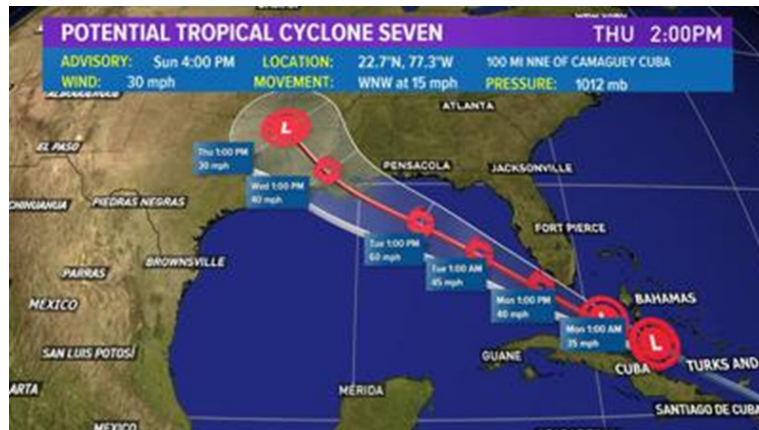 POTENTIAL TROPICAL CYCLONE SEVEN THU 2:00PM
ADVISORY: Sun 4:00 PM LOCATION: 22.7°N, 77.3°W 100 MI NNE OF CAMAGUEY CUBA
WIND: 30 mph MOVEMENT: WNW at 15 mph PRESSURE: 1012 mb
ATLANTA
EL PASO
Thu 1:00 PM
30 mph
PENSACOLA
JACKSONVILLE
Wed 1:00 PM
40 mph
CHIHUAHUA
PIEDRAS NEGRAS
FORT PIERCE
Tue 1:00 PM
60 mph
BROWNSVILLE
PARRAS
Tue 1:00 AM
45 mph
MEXICO
Mon 1:00 PM
40 mph
BAHAMAS
L
Mon 1:00 AM
35 mph
L
SAN LUIS POTOSÍ
GUANE
CUBA
TURKS AND
ARTA
MÉRIDA
SANTIAGO DE CUBA
MEXICO